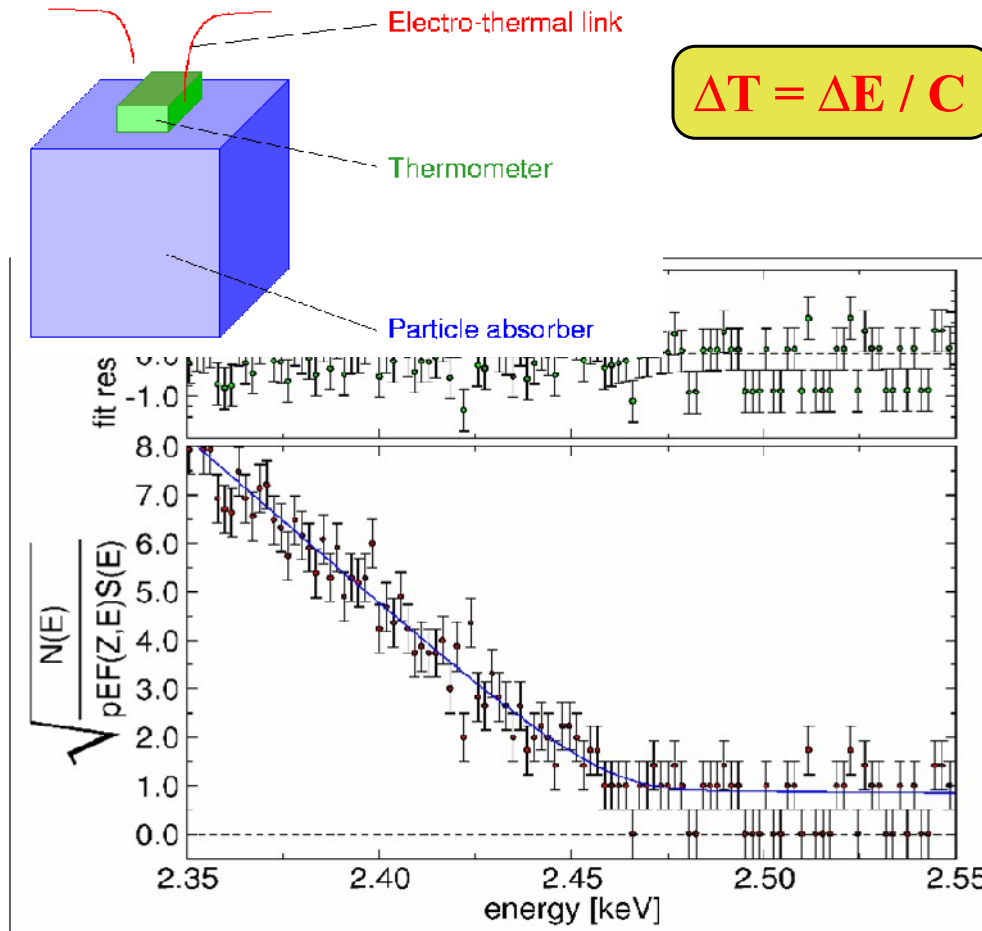 Electro-thermal link
ΔT = ΔE / C
Thermometer
Particle absorber
fit res
0.0
-1.0
8.0
7.0
6.0
5.0
4.0
3.0
2.0
1.0
0.0
√ N(E) / pEF(Z,E)S(E)
2.35 2.40 2.45 2.50 2.55
energy [keV]